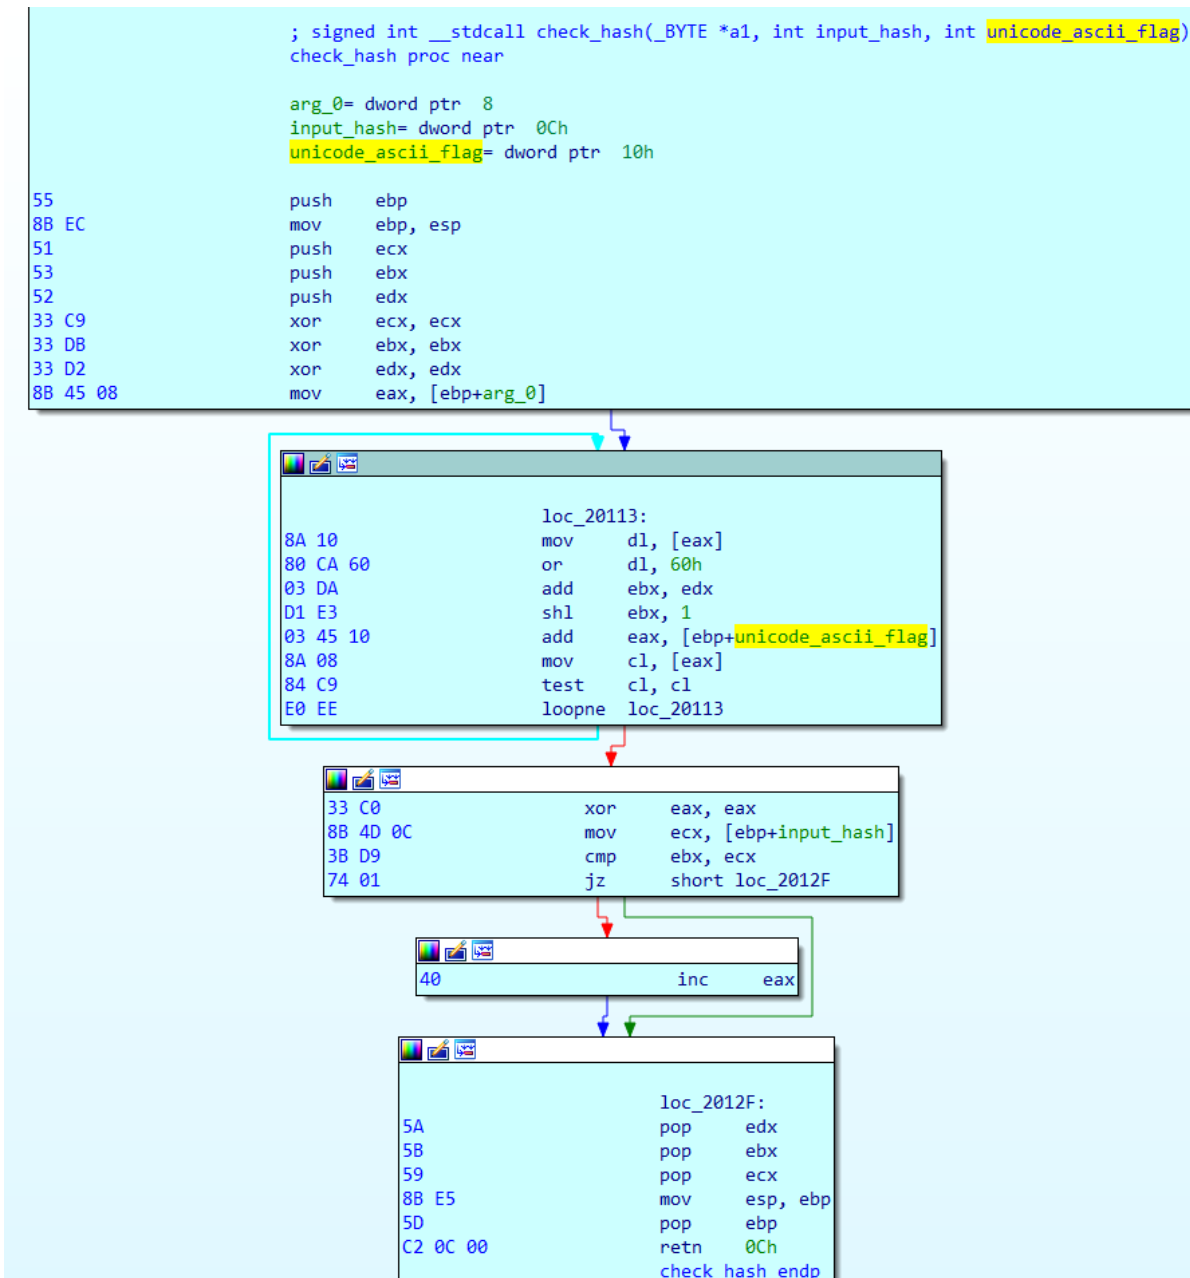 ; signed int __stdcall check_hash(_BYTE *a1, int input_hash, int unicode_ascii_flag)
check_hash proc near
arg_0= dword ptr 8
input_hash= dword ptr 0Ch
unicode_ascii_flag= dword ptr 10h
55 push ebp
8B EC mov ebp, esp
51 push ecx
53 push ebx
52 push edx
33 C9 xor ecx, ecx
33 DB xor ebx, ebx
33 D2 xor edx, edx
8B 45 08 mov eax, [ebp+arg_0]
loc_20113:
8A 10 mov dl, [eax]
80 CA 60 or dl, 60h
03 DA add ebx, edx
D1 E3 shl ebx, 1
03 45 10 add eax, [ebp+unicode_ascii_flag]
8A 08 mov cl, [eax]
84 C9 test cl, cl
E0 EE loopne loc_20113
33 C0 xor eax, eax
8B 4D 0C mov ecx, [ebp+input_hash]
3B D9 cmp ebx, ecx
74 01 jz short loc_2012F
40 inc eax
loc_2012F:
5A pop edx
5B pop ebx
59 pop ecx
8B E5 mov esp, ebp
5D pop ebp
C2 0C 00 retn 0Ch
check_hash endp